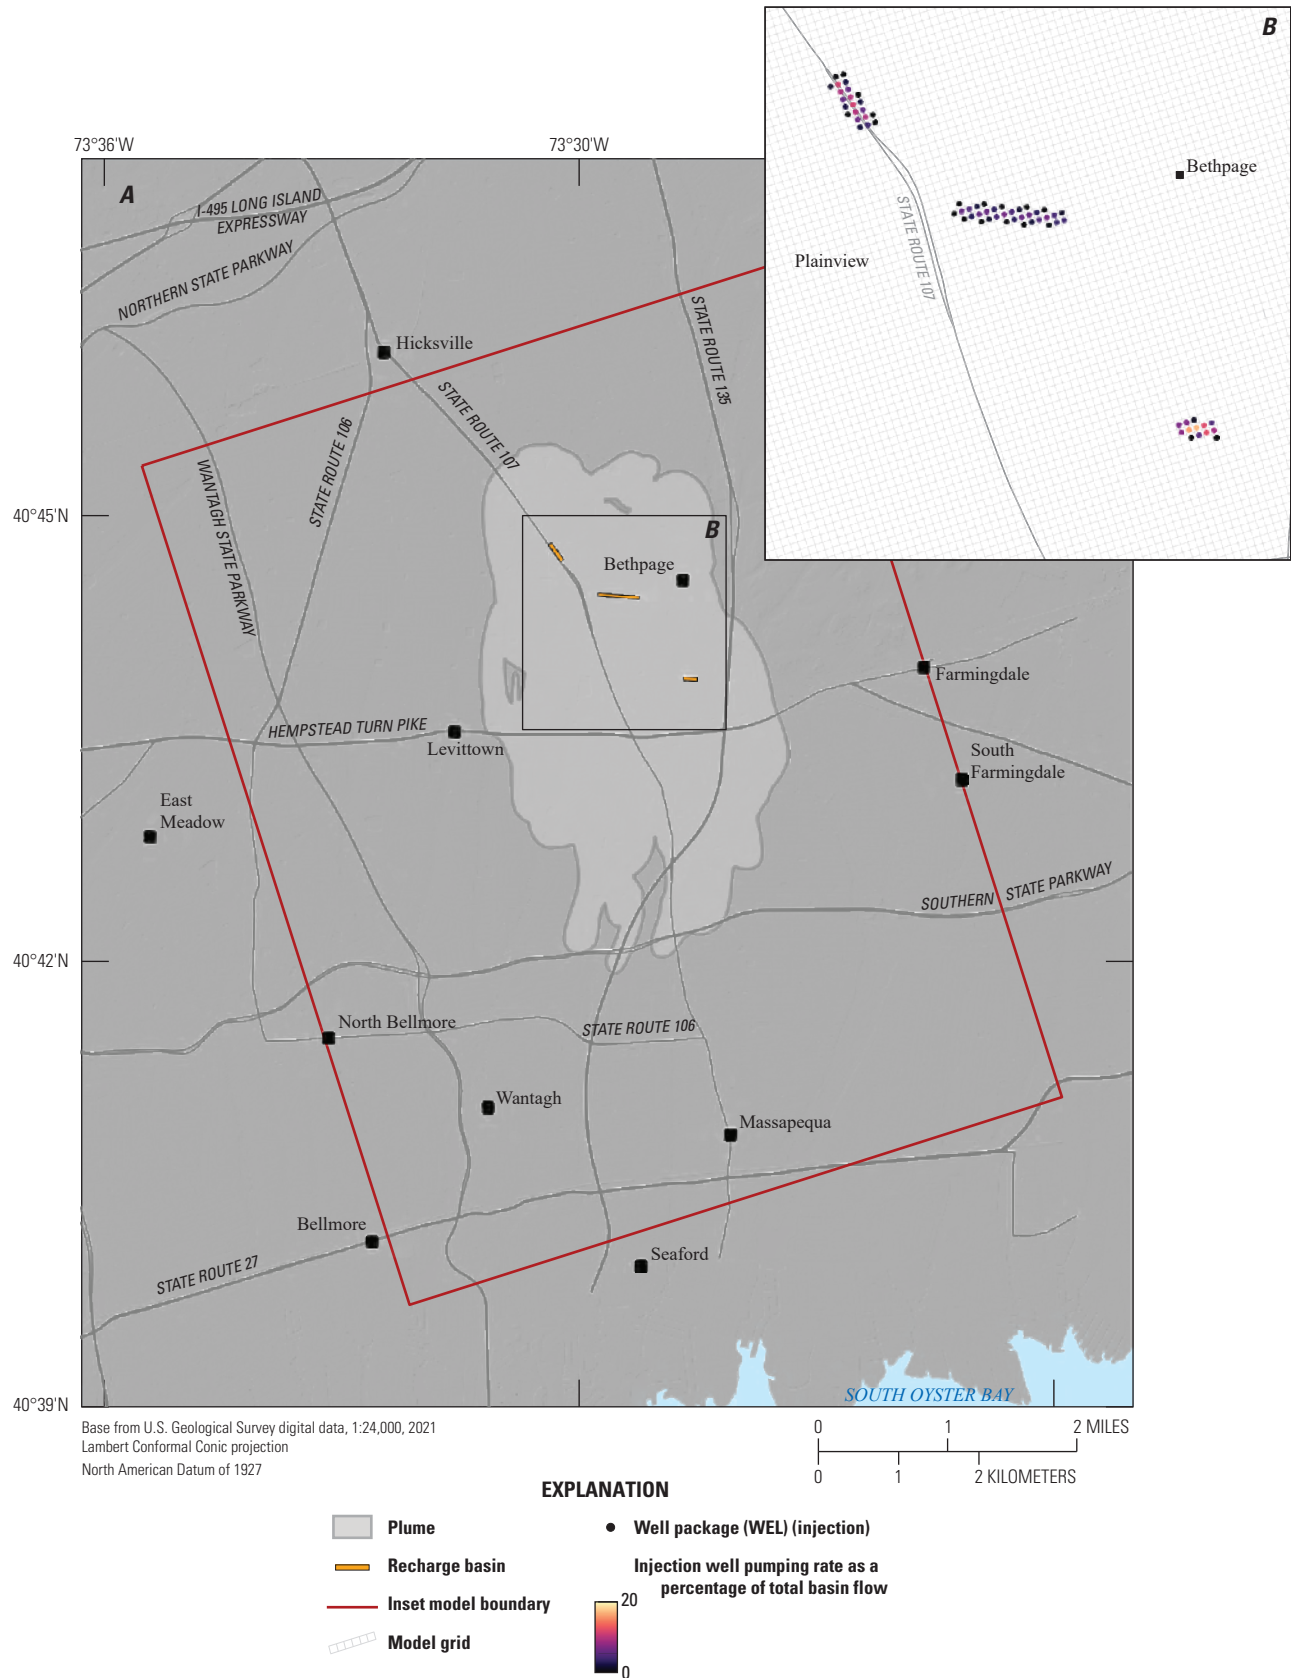 B
Bethpage
STATE ROUTE 107
Plainview
73°36'W
73°30'W
A
I-495 LONG ISLAND
EXPRESSWAY
NORTHERN STATE PARKWAY
Hicksville
STATE ROUTE 135
STATE ROUTE 107
STATE ROUTE 106
WANTAGH STATE PARKWAY
40°45'N
B
Bethpage
Farmingdale
HEMPSTEAD TURN PIKE
Levittown
South
Farmingdale
East
Meadow
SOUTHERN STATE PARKWAY
40°42'N
North Bellmore
STATE ROUTE 106
Wantagh
Massapequa
Bellmore
Seaford
STATE ROUTE 27
SOUTH OYSTER BAY
40°39'N
Base from U.S. Geological Survey digital data, 1:24,000, 2021
Lambert Conformal Conic projection
North American Datum of 1927
0 1 2 MILES
0 1 2 KILOMETERS
EXPLANATION
Plume
Recharge basin
Inset model boundary
Model grid
Well package (WEL) (injection)
Injection well pumping rate as a
percentage of total basin flow
20
0